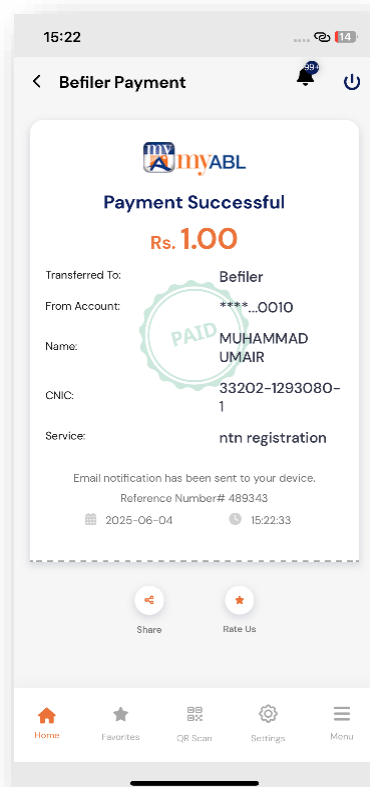 15:22
14
Befiler Payment
99+
my myABL
Payment Successful
Rs. 1.00
Transferred To: Befiler
From Account: ****...0010
PAID
Name: MUHAMMAD
UMAIR
CNIC: 33202-1293080-
1
Service: ntn registration
Email notification has been sent to your device.
Reference Number# 489343
2025-06-04 15:22:33
Share Rate Us
Home Favorites QR Scan Settings Menu